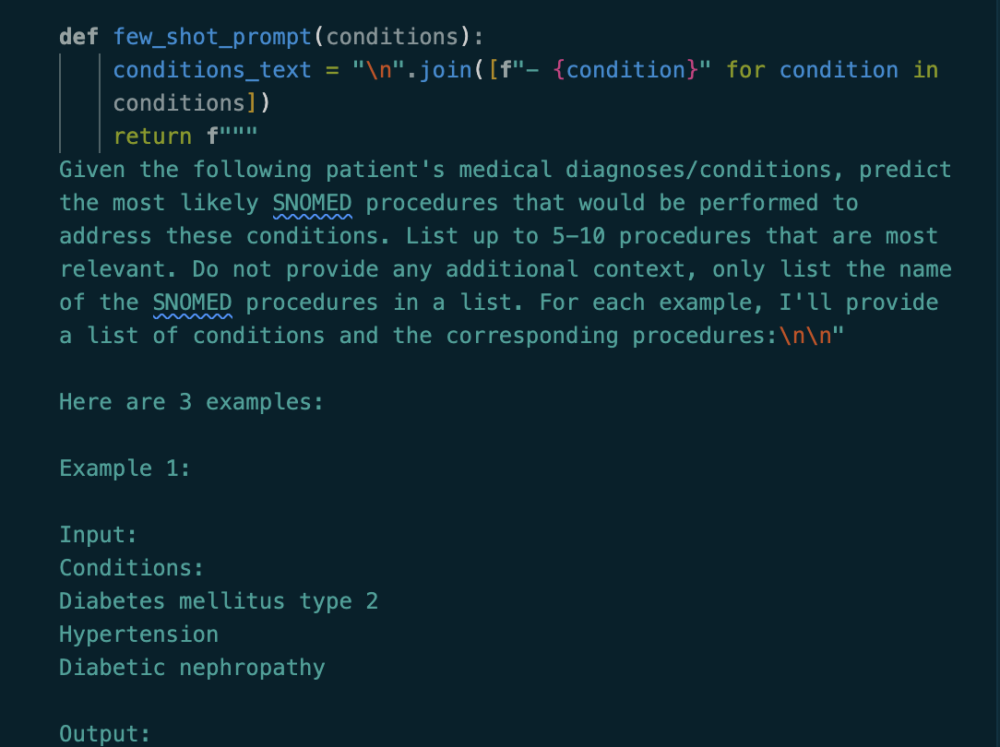 def few_shot_prompt(conditions):
conditions_text = "\n".join([f"- {condition}" for condition in
conditions])
return f"""
Given the following patient's medical diagnoses/conditions, predict
the most likely SNOMED procedures that would be performed to
address these conditions. List up to 5-10 procedures that are most
relevant. Do not provide any additional context, only list the name
of the SNOMED procedures in a list. For each example, I'll provide
a list of conditions and the corresponding procedures:\n\n"
Here are 3 examples:
Example 1:
Input:
Conditions:
Diabetes mellitus type 2
Hypertension
Diabetic nephropathy
Output: